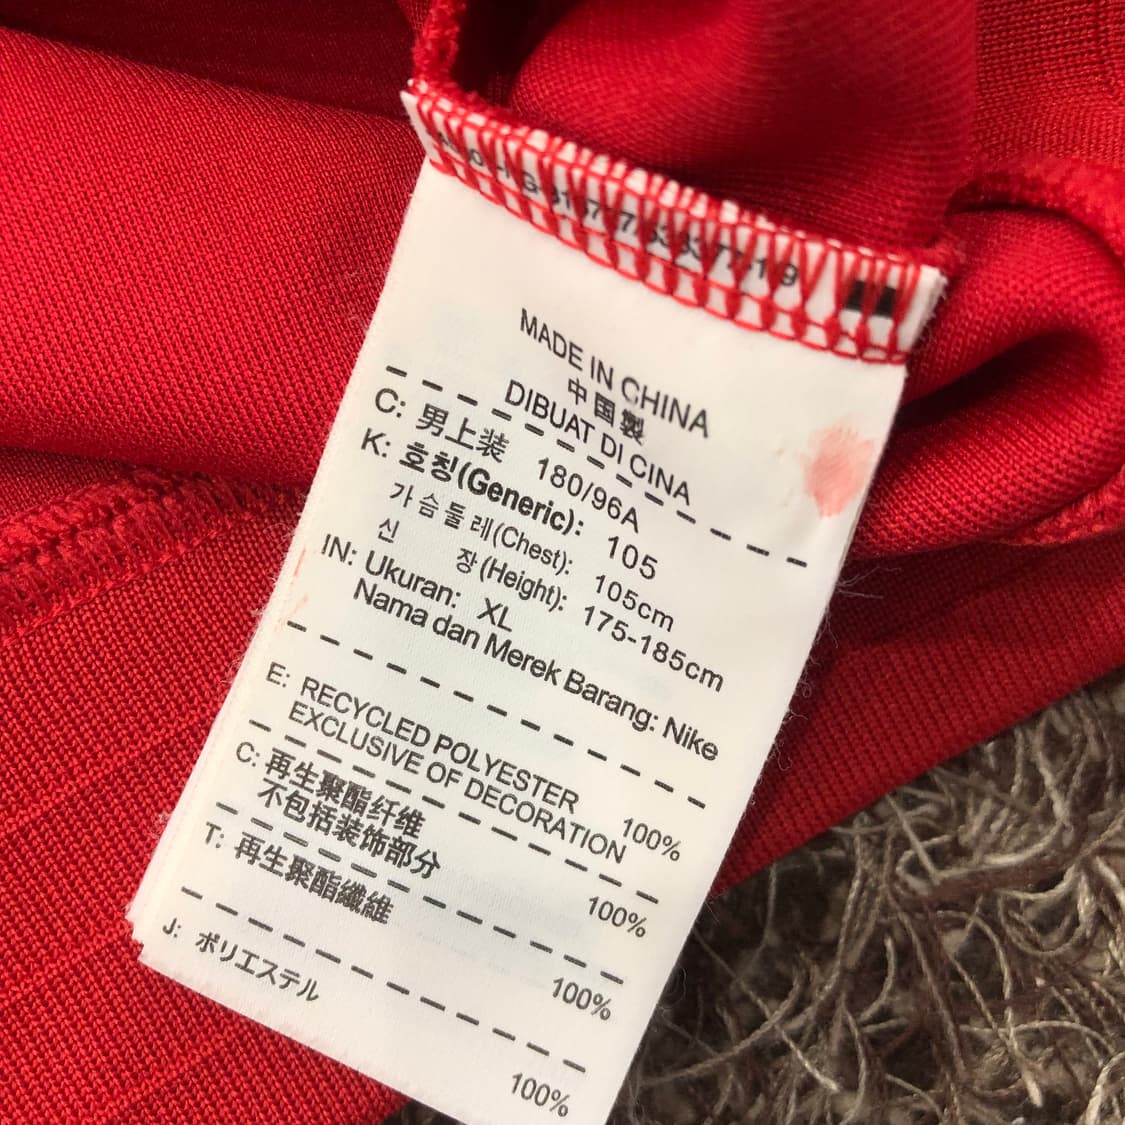 MADE IN CHINA
中国製
DIBUAT DI CINA
C: 男上装 180/96A
K: 호칭(Generic): 105
가슴둘레(Chest): 105cm
신 장(Height): 175-185cm
IN: Ukuran: XL
Nama dan Merek Barang: Nike
E: RECYCLED POLYESTER 100%
EXCLUSIVE OF DECORATION
C: 再生聚酯纤维 100%
不包括装饰部分
T: 再生聚酯纖維 100%
J: ポリエステル 100%